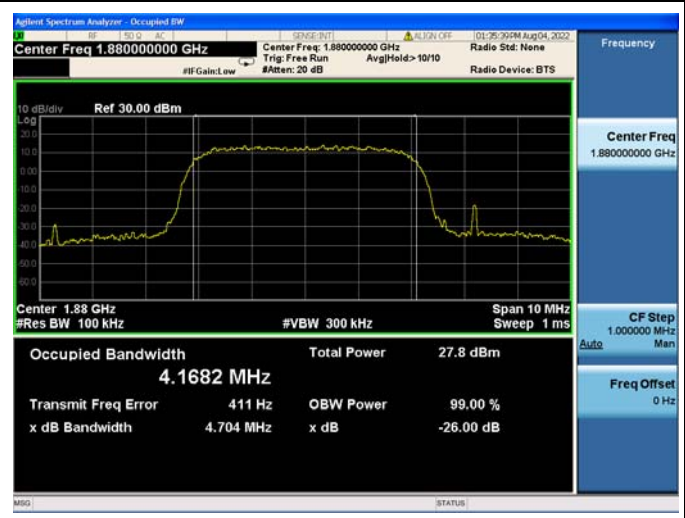 Agilent Spectrum Analyzer - Occupied BW
RF 50 Ω AC SENSE:INT ALIGN OFF 01:35:39PM Aug 04, 2022
Center Freq 1.880000000 GHz
Center Freq: 1.880000000 GHz Radio Std: None
Trig: Free Run Avg|Hold:> 10/10
#IFGain:Low #Atten: 20 dB Radio Device: BTS
10 dB/div Ref 30.00 dBm
Log
20.0
10.0
0.00
-10.0
-20.0
-30.0
-40.0
-50.0
-60.0
Center 1.88 GHz Span 10 MHz
#Res BW 100 kHz #VBW 300 kHz Sweep 1 ms
Occupied Bandwidth Total Power 27.8 dBm
4.1682 MHz
Transmit Freq Error 411 Hz OBW Power 99.00 %
x dB Bandwidth 4.704 MHz x dB -26.00 dB
MSG STATUS
Frequency
Center Freq
1.880000000 GHz
CF Step
1.000000 MHz
Auto Man
Freq Offset
0 Hz